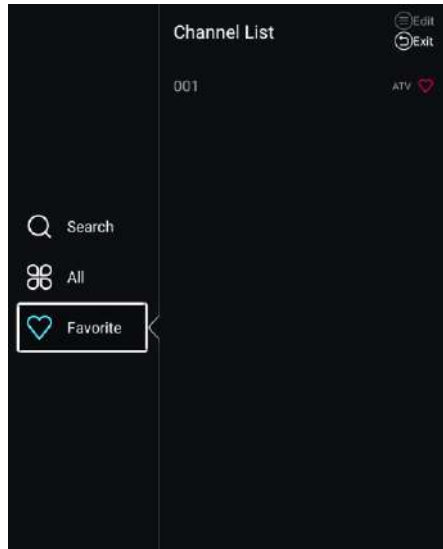 Channel List
Edit
Exit
001 ATV
Search
All
Favorite